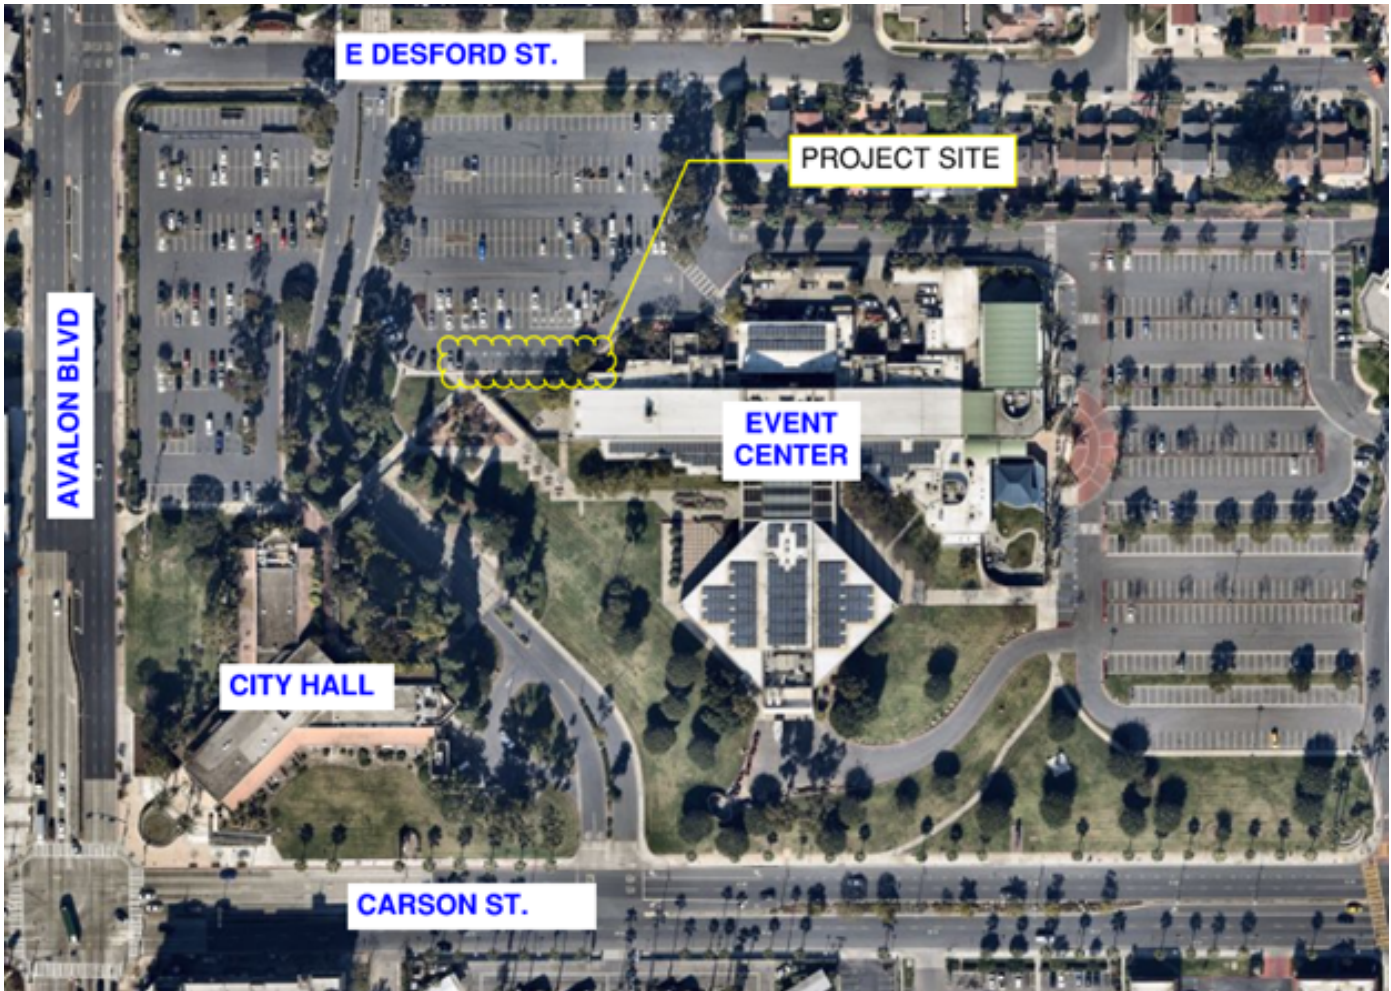 E DESFORD ST.
PROJECT SITE
AVALON BLVD
EVENT
CENTER
CITY HALL
CARSON ST.